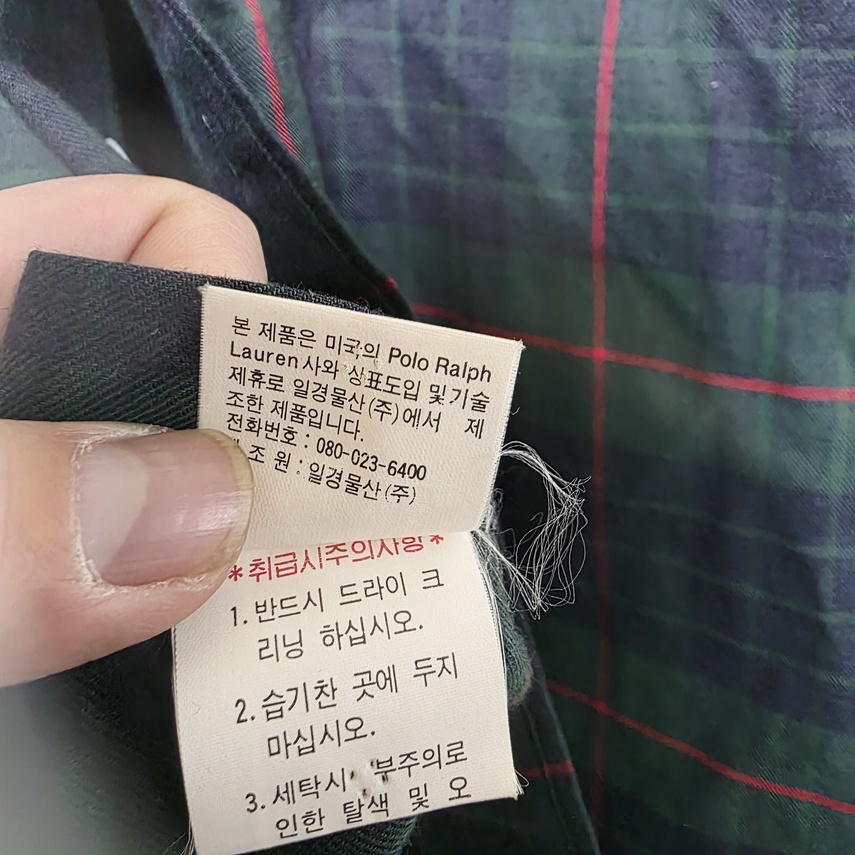 본 제품은 미국의 Polo Ralph
Lauren사와 상표도입 및 기술
제휴로 일경물산(주)에서 제
조한 제품입니다.
전화번호 : 080-023-6400
조 원 : 일경물산(주)
*취급시주의사항*
1. 반드시 드라이 크
리닝 하십시오.
2. 습기찬 곳에 두지
마십시오.
3. 세탁시 부주의로
인한 탈색 및 오